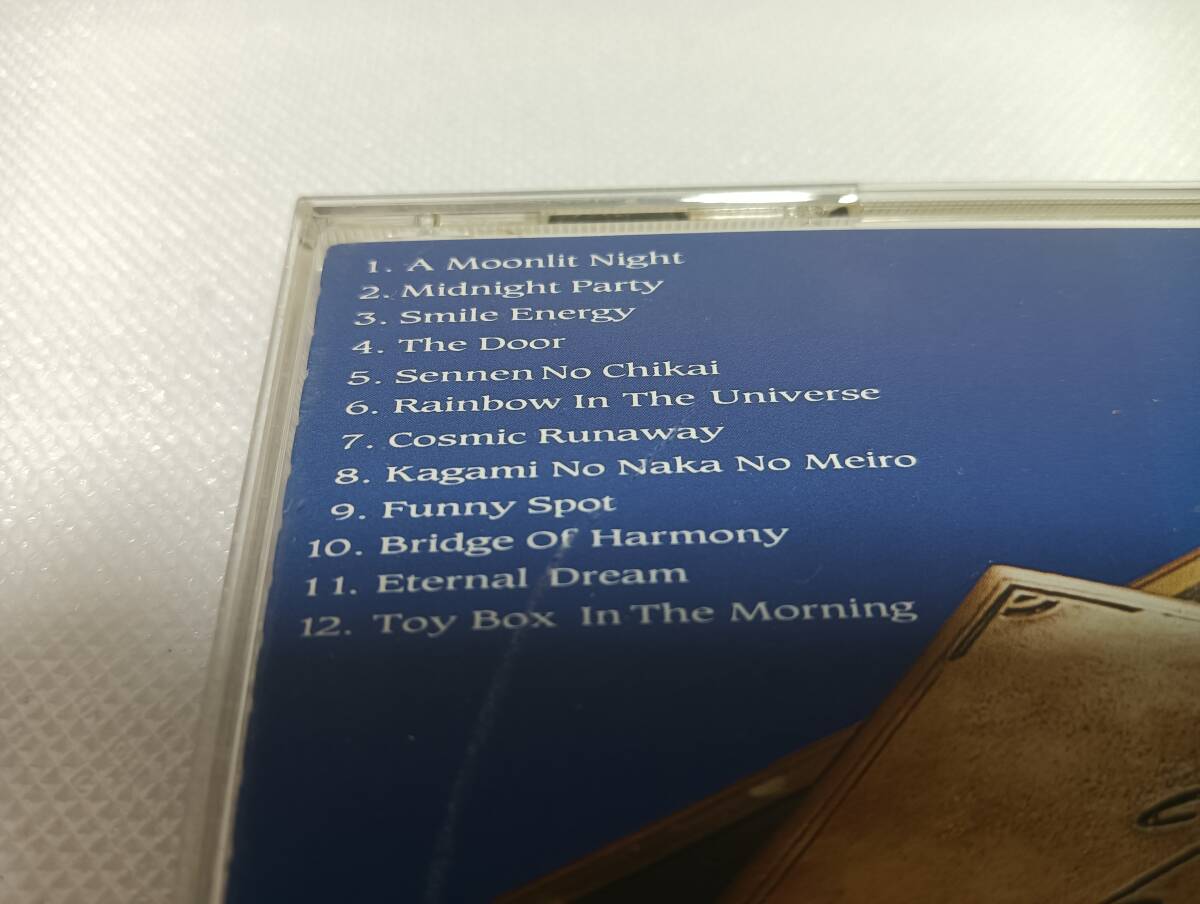 1. A Moonlit Night
2. Midnight Party
3. Smile Energy
4. The Door
5. Sennen No Chikai
6. Rainbow In The Universe
7. Cosmic Runaway
8. Kagami No Naka No Meiro
9. Funny Spot
10. Bridge Of Harmony
11. Eternal Dream
12. Toy Box In The Morning